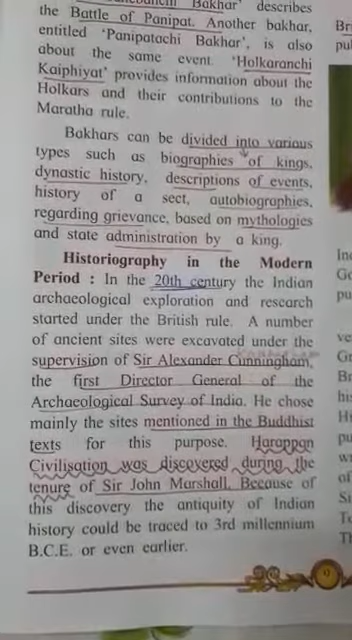 Bakhar' describes
the Battle of Panipat. Another bakhar,
entitled 'Panipatachi Bakhar', is also
about the same event. 'Holkaranchi
Kaiphiyat' provides information about the
Holkars and their contributions to the
Maratha rule.
Bakhars can be divided into various
types such as biographies of kings,
dynastic history, descriptions of events,
history of a sect, autobiographies,
regarding grievance, based on mythologies
and state administration by a king.
Historiography in the Modern
Period : In the 20th century the Indian
archaeological exploration and research
started under the British rule. A number
of ancient sites were excavated under the
supervision of Sir Alexander Cunningham,
the first Director General of the
Archaeological Survey of India. He chose
mainly the sites mentioned in the Buddhist
texts for this purpose. Harappan
Civilisation was discovered during the
tenure of Sir John Marshall. Because of
this discovery the antiquity of Indian
history could be traced to 3rd millennium
B.C.E. or even earlier.